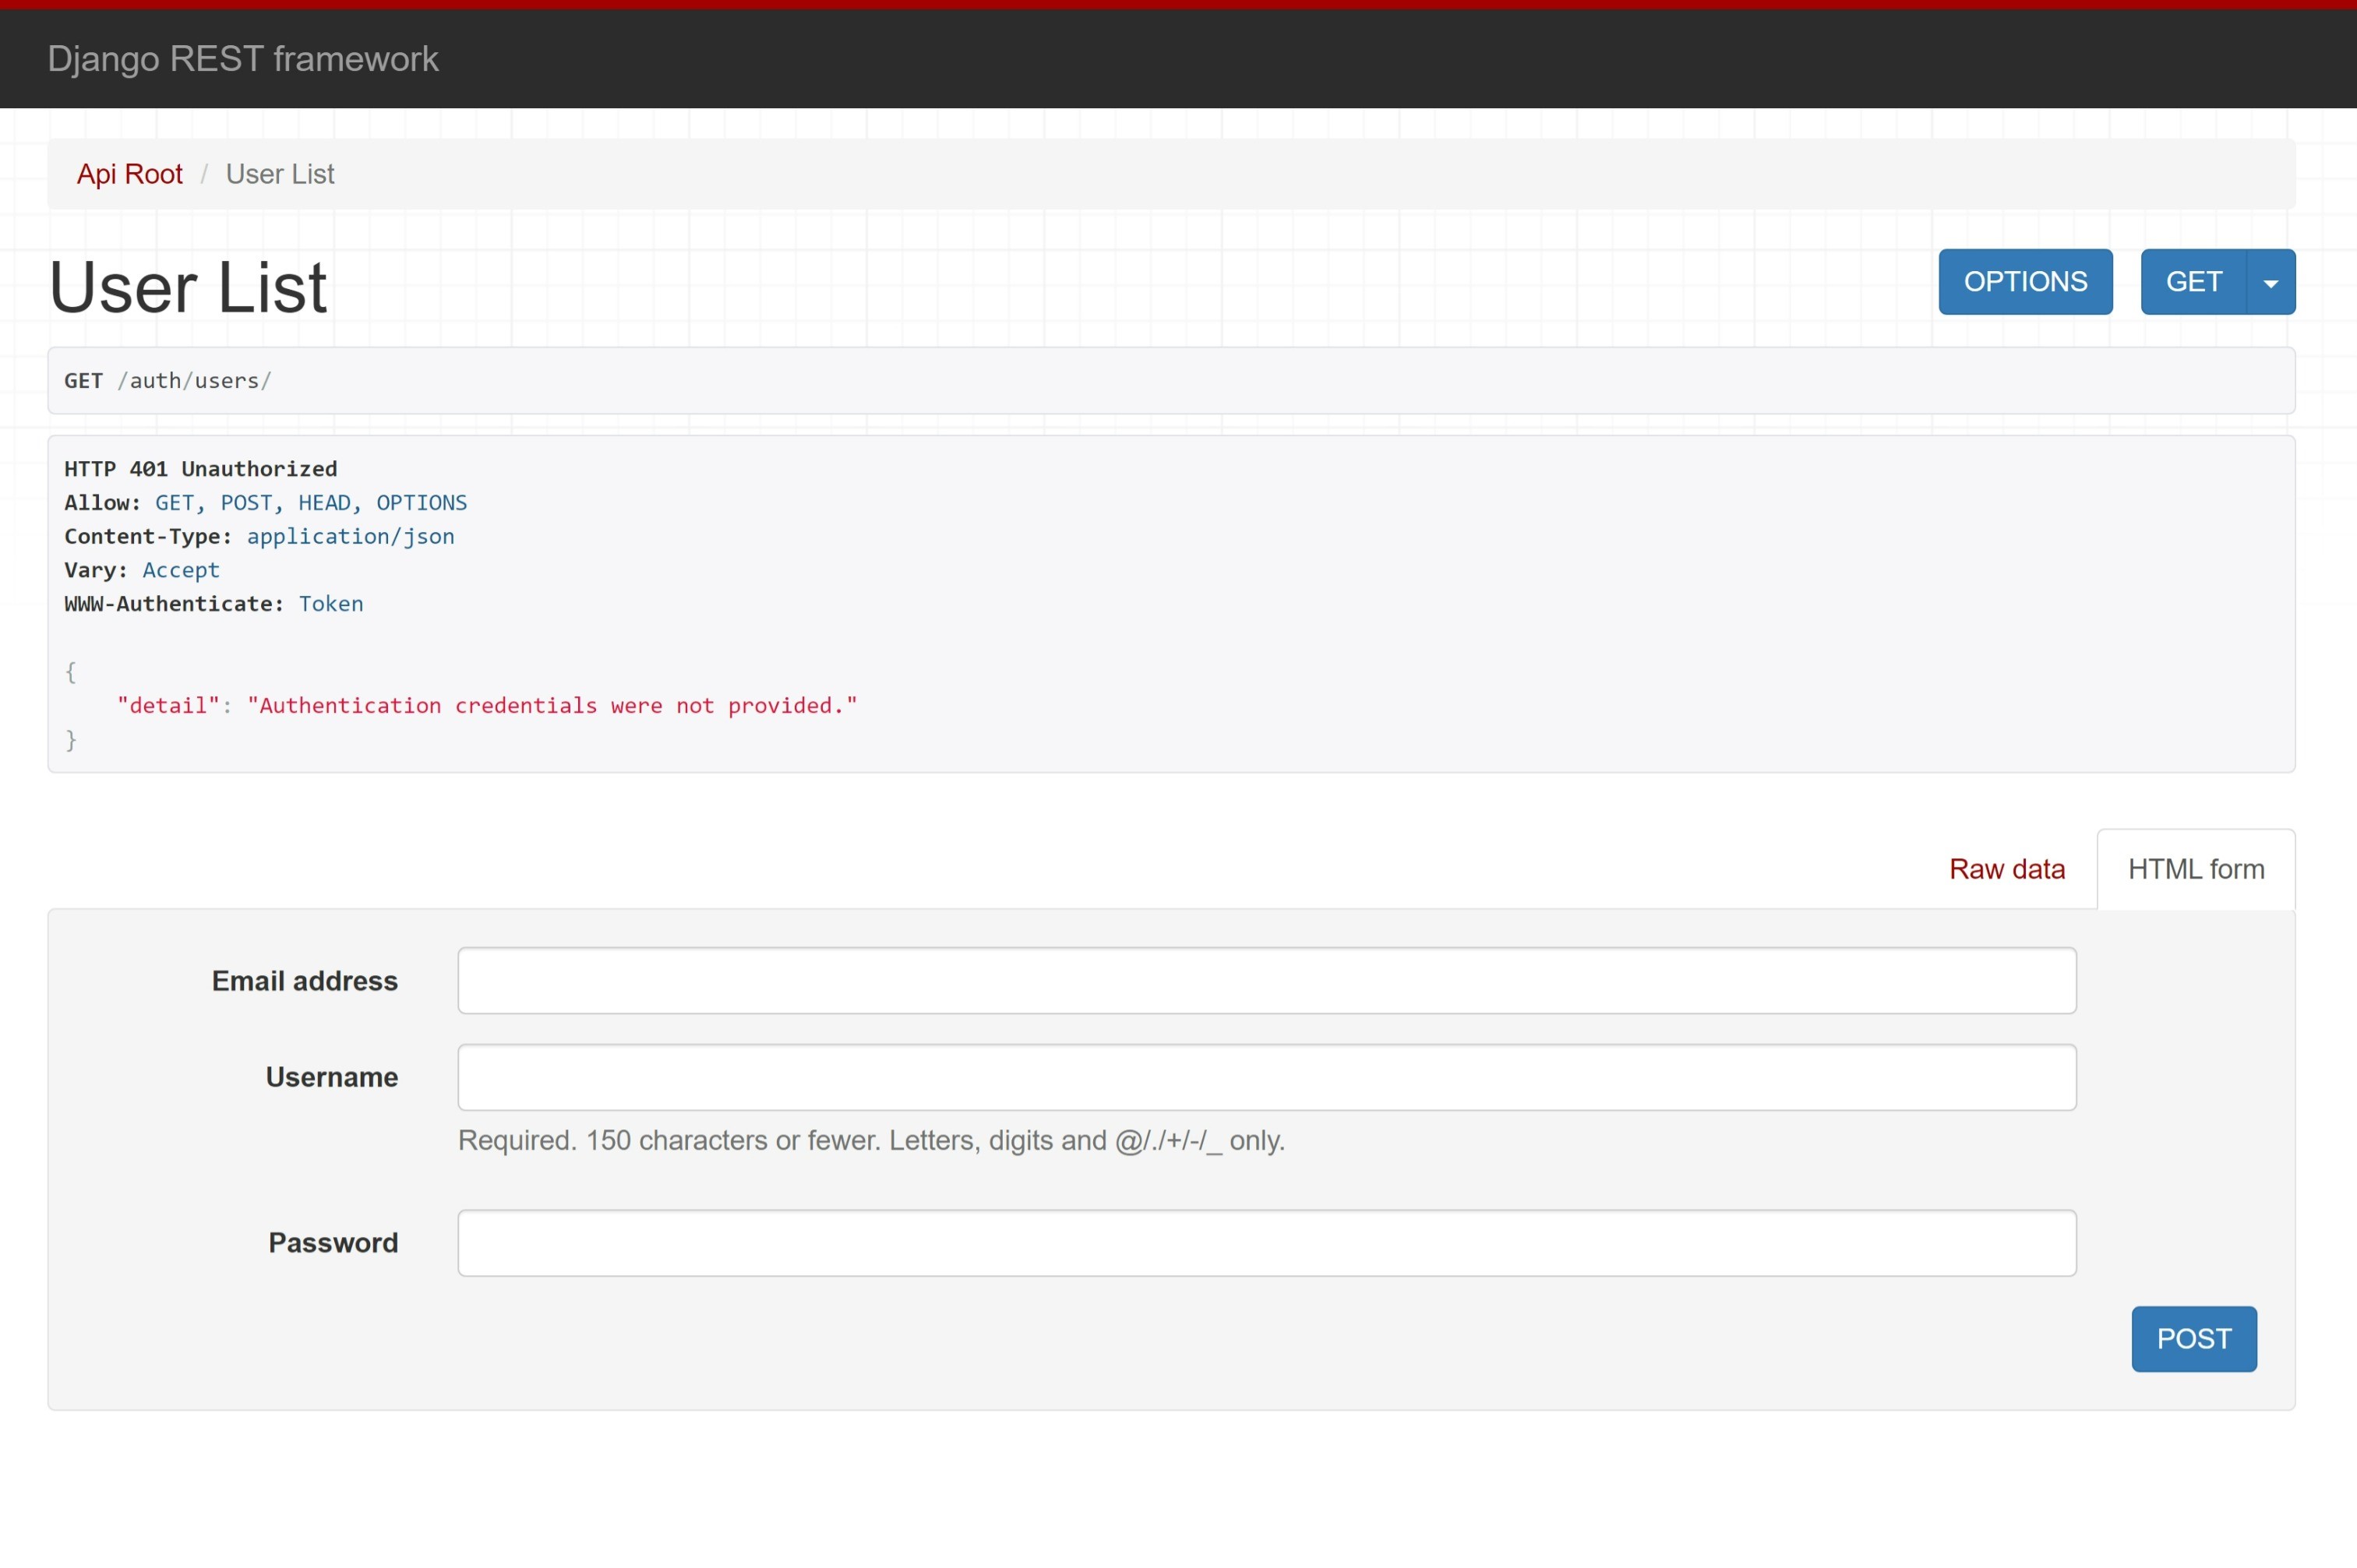 Django REST framework
Api Root / User List
User List
OPTIONS GET
GET /auth/users/
HTTP 401 Unauthorized
Allow: GET, POST, HEAD, OPTIONS
Content-Type: application/json
Vary: Accept
WWW-Authenticate: Token
{
    "detail": "Authentication credentials were not provided."
}
Raw data HTML form
Email address
Username
Required. 150 characters or fewer. Letters, digits and @/./+/-/_ only.
Password
POST